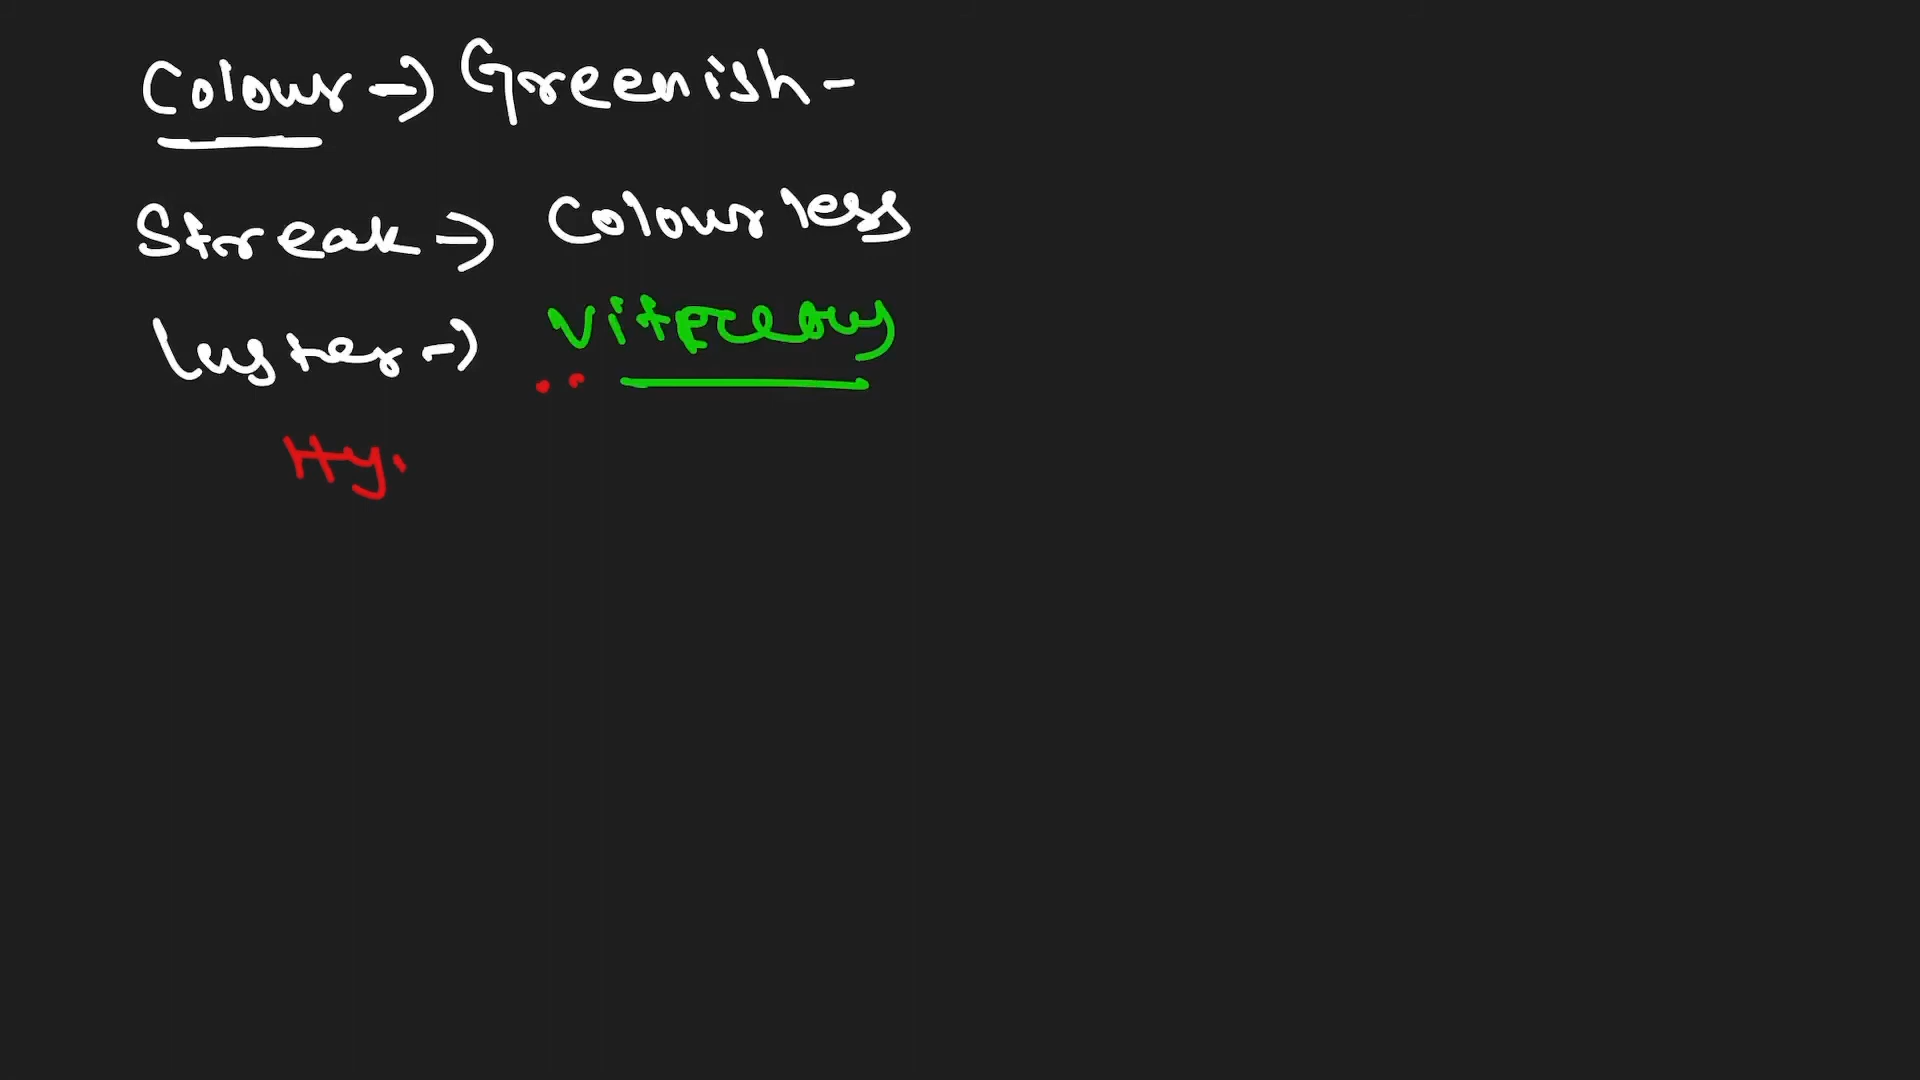 Colour → Greenish -
Streak → Colourless
luster → Vitreous
Hy.